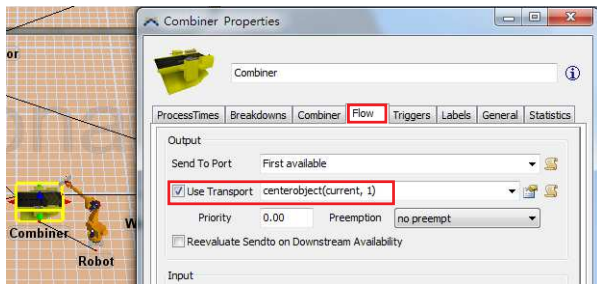 Combiner Properties
or
Combiner
ProcessTimes Breakdowns Combiner Flow Triggers Labels General Statistics
Output
Send To Port First available
Use Transport centerobject(current, 1)
Priority 0.00 Preemption no preempt
Reevaluate Sendto on Downstream Availability
Input
Combiner
W
Robot